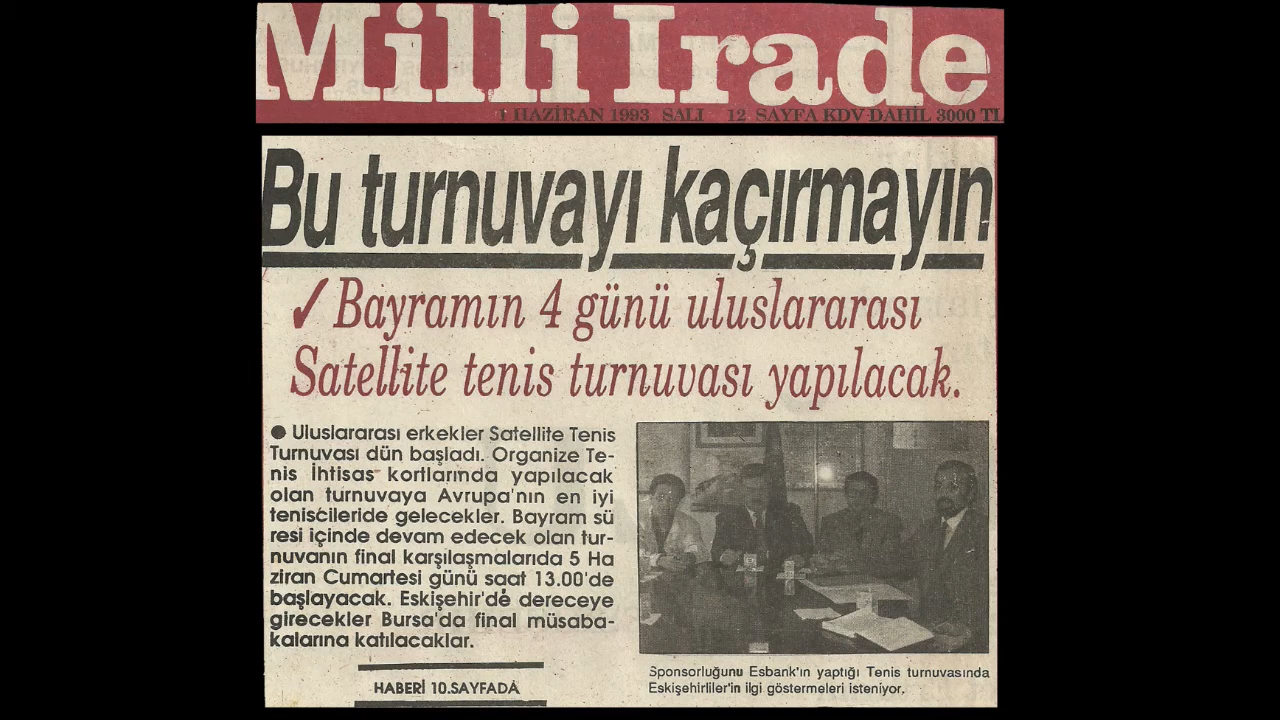 Milli Irade
1 HAZİRAN 1993 SALI 12 SAYFA KDV DAHİL 3000 TL
Bu turnuvayı kaçırmayın
✓ Bayramın 4 günü uluslararası
Satellite tenis turnuvası yapılacak.
● Uluslararası erkekler Satellite Tenis
Turnuvası dün başladı. Organize Te-
nis İhtisas kortlarında yapılacak
olan turnuvaya Avrupa'nın en iyi
teniscileride gelecekler. Bayram sü
resi içinde devam edecek olan tur-
nuvanın final karşılaşmalarıda 5 Ha
ziran Cumartesi günü saat 13.00'de
başlayacak. Eskişehir'de dereceye
girecekler Bursa'da final müsaba-
kalarına katılacaklar.
HABERİ 10.SAYFADA
Sponsorluğunu Esbank'ın yaptığı Tenis turnuvasında
Eskişehirliler'in ilgi göstermeleri isteniyor.